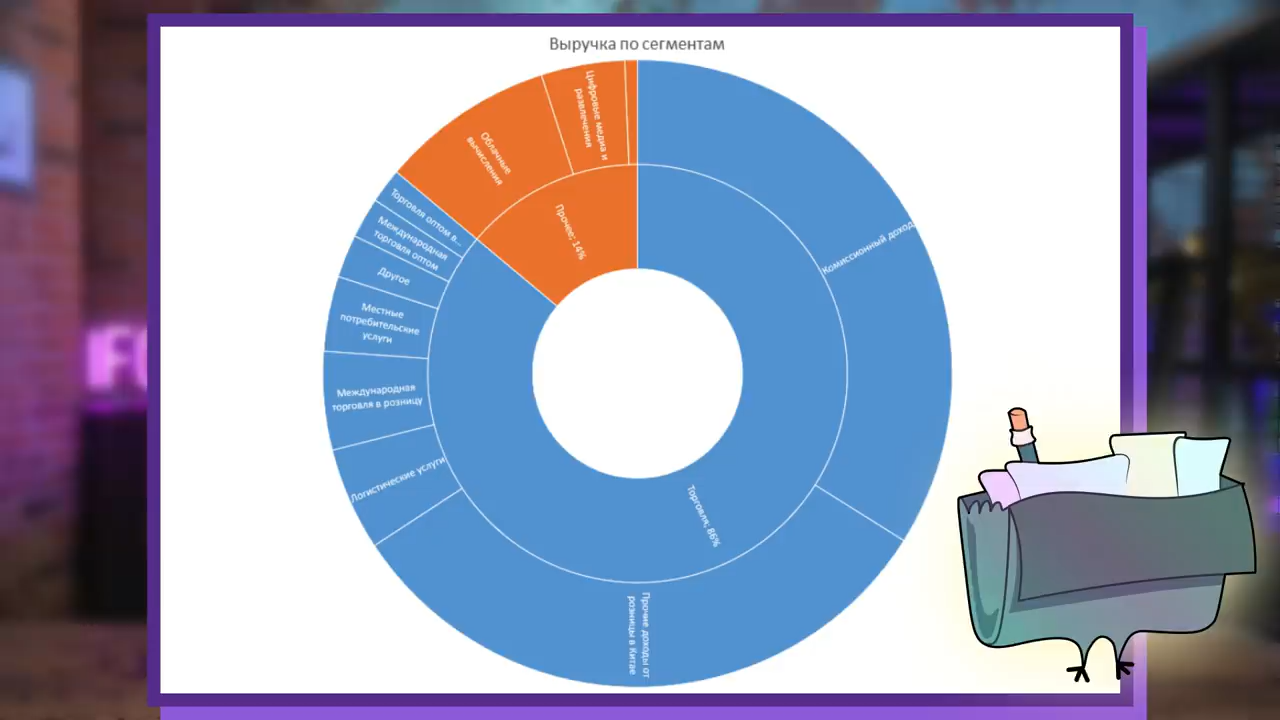 Выручка по сегментам
Цифровые медиа и
развлечения
Облачные
вычисления
Прочее; 14%
Торговля оптом в...
Международная
торговля оптом
Другое
Местные
потребительские
услуги
Международная
торговля в розницу
Логистические услуги
Комиссионный доход
Торговля; 86%
Прочие доходы от
розницы в Китае